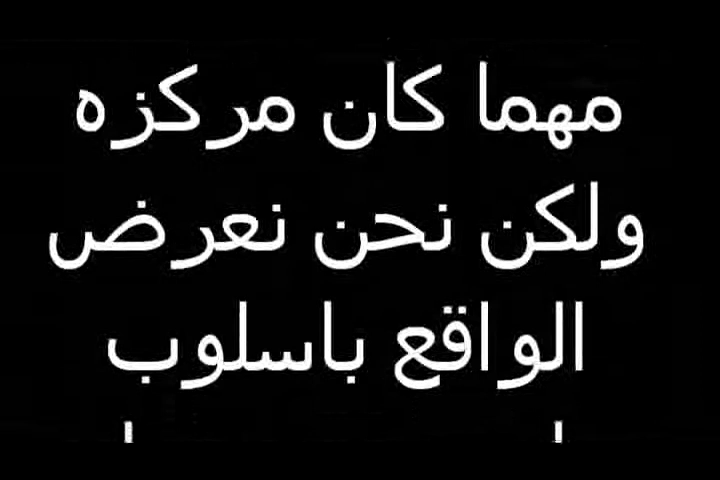 مهما كان مركزه
ولكن نحن نعرض
الواقع باسلوب